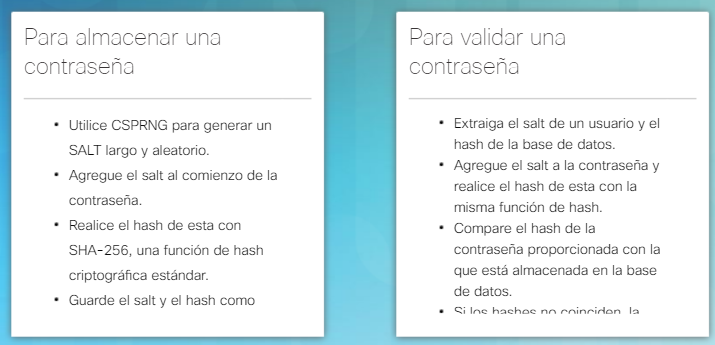 Para almacenar una
contraseña
• Utilice CSPRNG para generar un
SALT largo y aleatorio.
• Agregue el salt al comienzo de la
contraseña.
• Realice el hash de esta con
SHA-256, una función de hash
criptográfica estándar.
• Guarde el salt y el hash como
Para validar una
contraseña
• Extraiga el salt de un usuario y el
hash de la base de datos.
• Agregue el salt a la contraseña y
realice el hash de esta con la
misma función de hash.
• Compare el hash de la
contraseña proporcionada con la
que está almacenada en la base
de datos.
• Si los hashes no coinciden, la